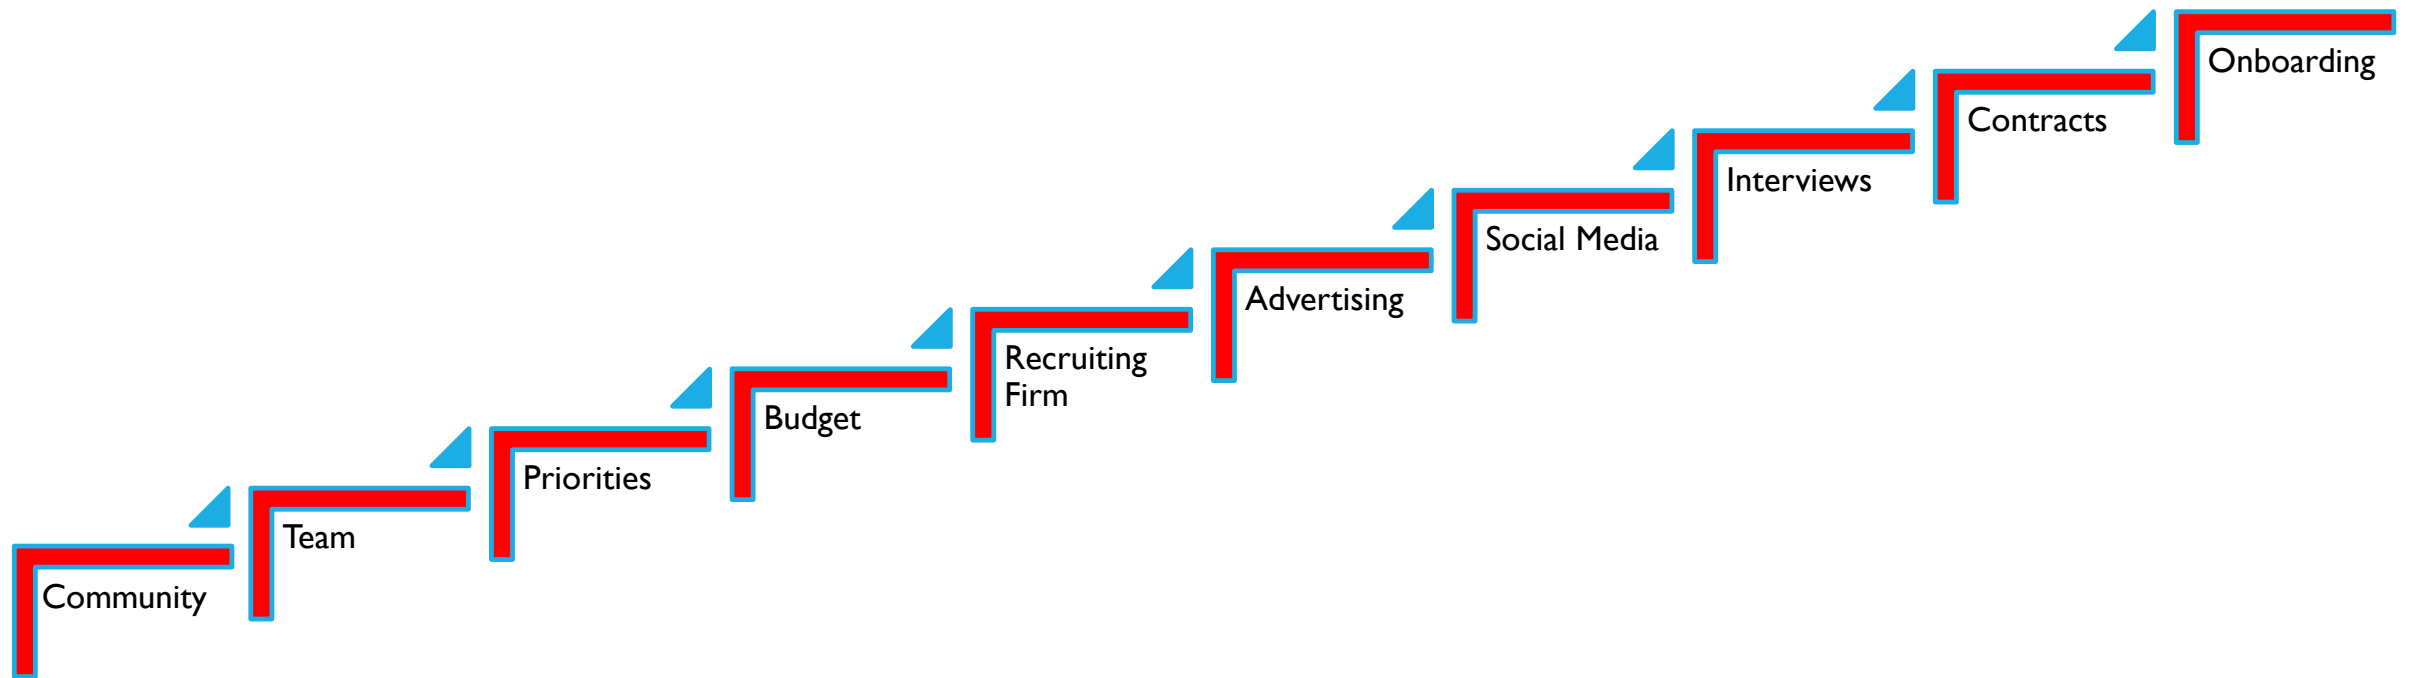 Community
Team
Priorities
Budget
Recruiting
Firm
Advertising
Social Media
Interviews
Contracts
Onboarding